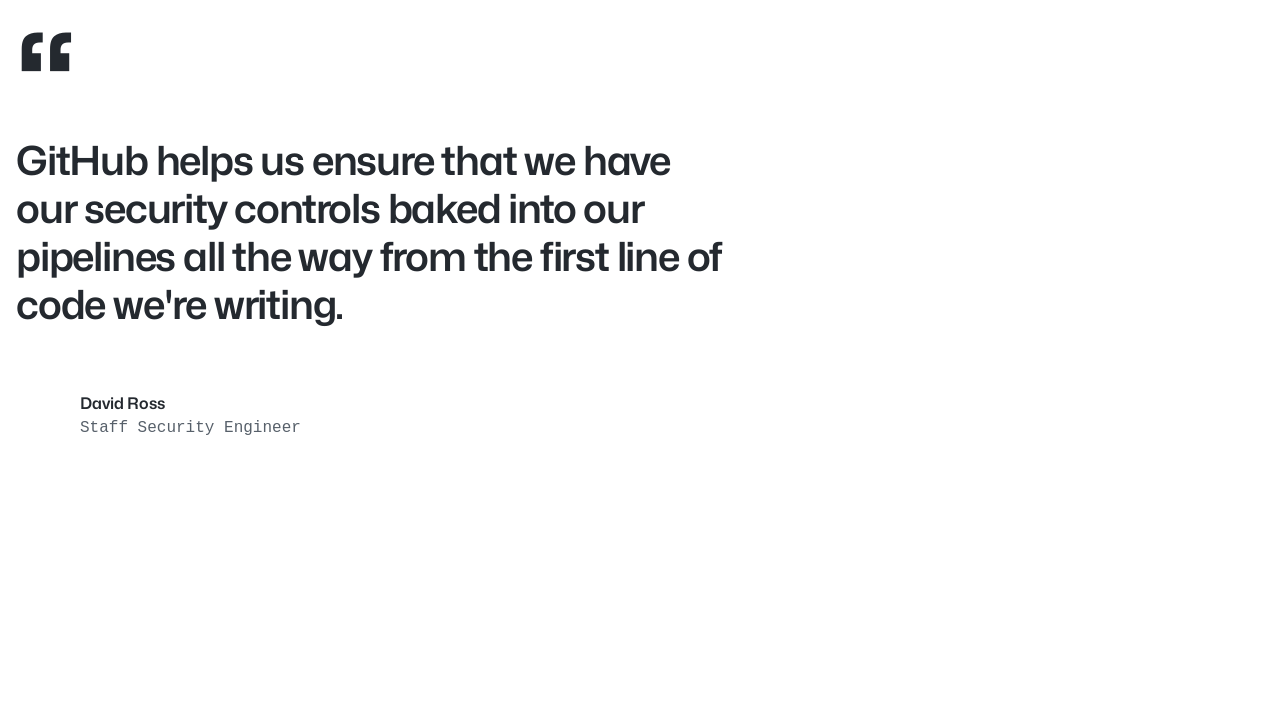 “
GitHub helps us ensure that we have
our security controls baked into our
pipelines all the way from the first line of
code we're writing.
David Ross
Staff Security Engineer